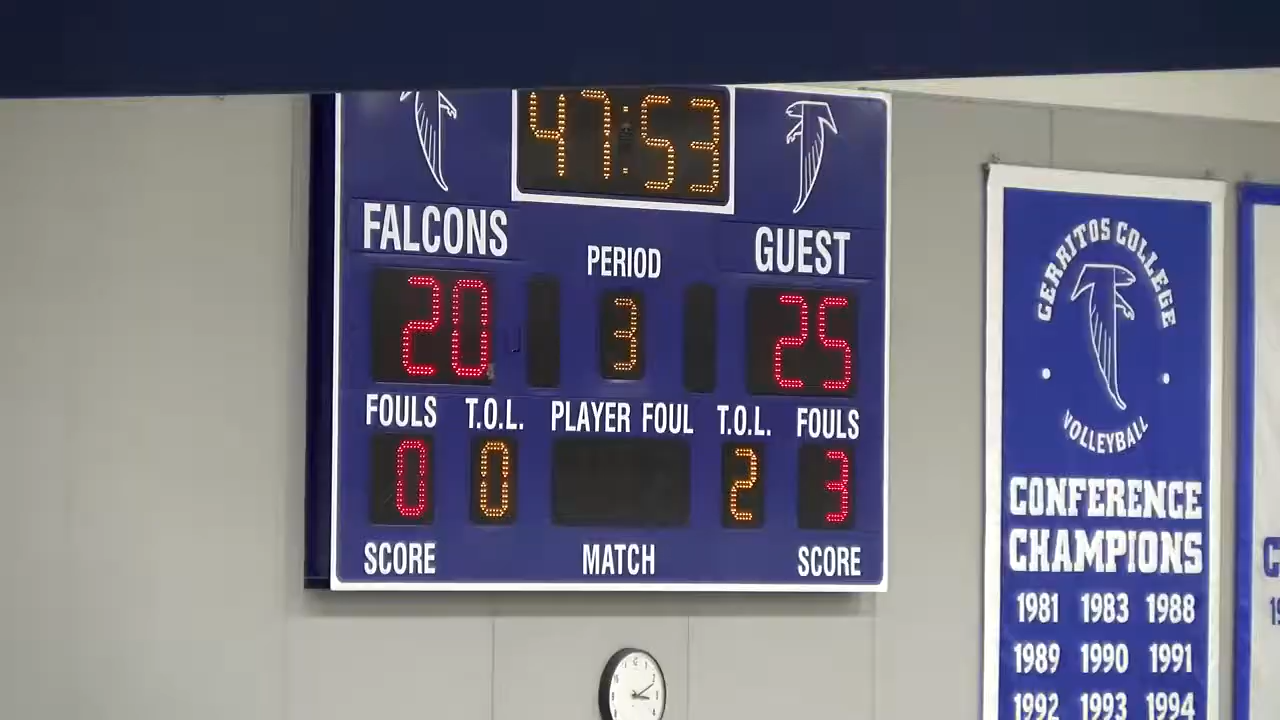 47:53
FALCONS
PERIOD
GUEST
20
3
25
FOULS T.O.L. PLAYER FOUL T.O.L. FOULS
0 0 2 3
SCORE MATCH SCORE
CERRITOS COLLEGE
VOLLEYBALL
CONFERENCE
CHAMPIONS
1981 1983 1988
1989 1990 1991
1992 1993 1994